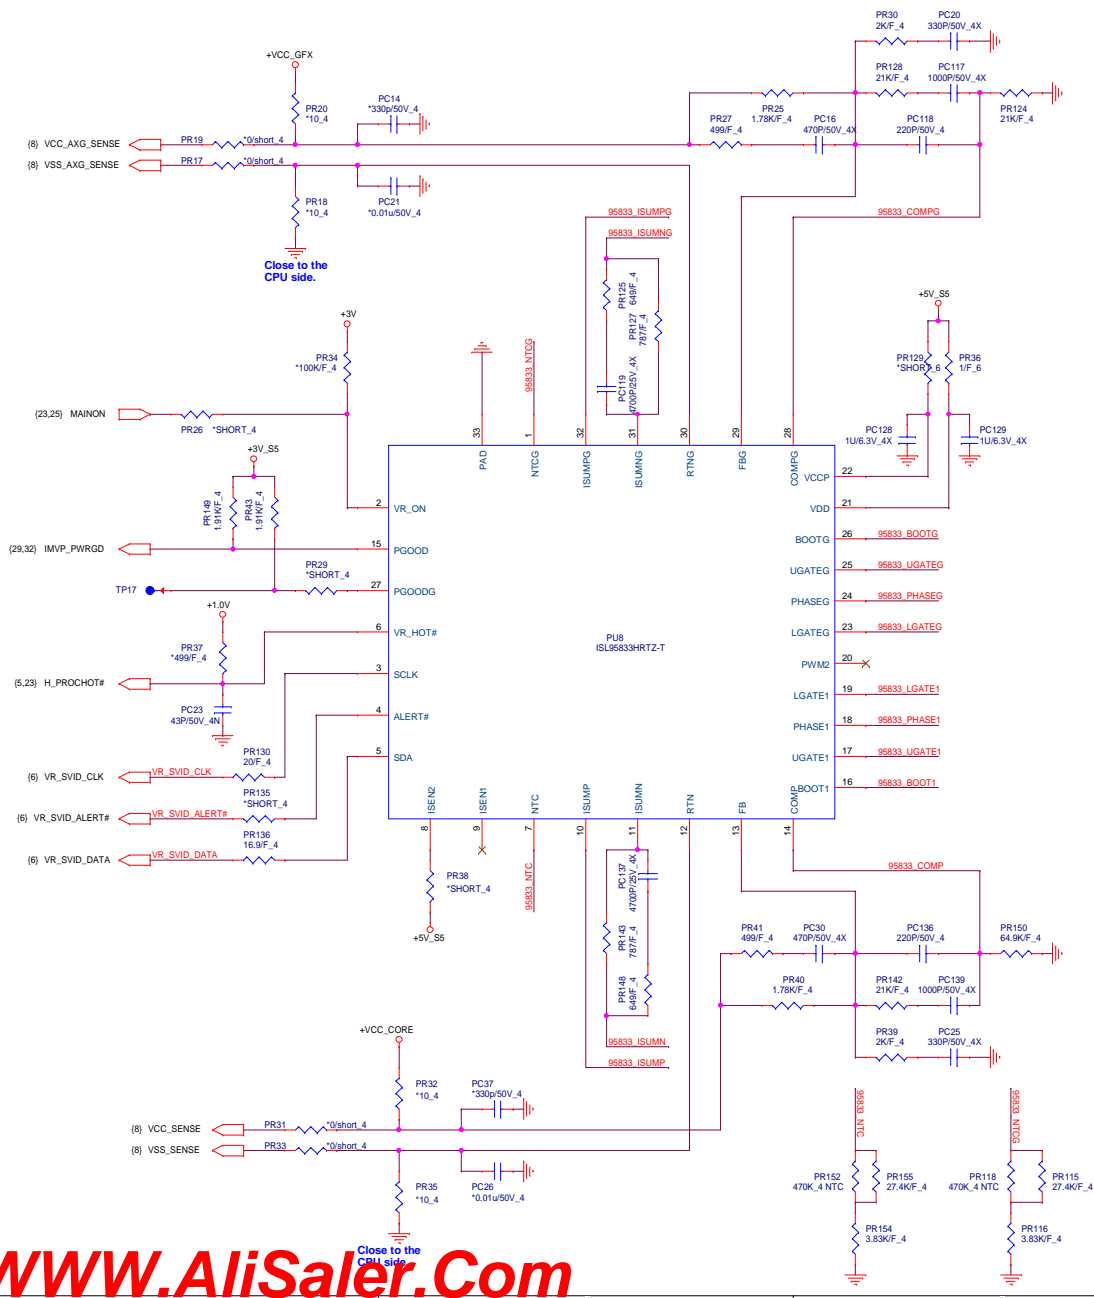 PR30
2K/F_4
PC20
330P/50V_4X
+VCC_GFX
PR128
21K/F_4
PC117
1000P/50V_4X
PR20
*10_4
PC14
*330p/50V_4
PR25
1.78K/F_4
PR124
21K/F_4
PR27
499/F_4
PC16
470P/50V_4X
PC118
220P/50V_4
{8} VCC_AXG_SENSE
PR19
*0/short_4
{8} VSS_AXG_SENSE
PR17
*0/short_4
PR18
*10_4
PC21
*0.01u/50V_4
95833_ISUMPG
95833_COMPG
95833_ISUMNG
Close to the
CPU side.
PR125
649/F_4
PR127
787/F_4
+5V_S5
+3V
PR34
*100K/F_4
95833_NTCG
PC119
4700P/25V_4X
PR129
*SHORT_6
PR36
1/F_6
{23,25} MAINON
PR26 *SHORT_4
PC128
1U/6.3V_4X
PC129
1U/6.3V_4X
33
1
32
31
30
29
28
PAD
NTCG
ISUMPG
ISUMNG
RTNG
FBG
COMPG
+3V_S5
PR149
1.91K/F_4
PR43
1.91K/F_4
2
VR_ON
VCCP
22
VDD
21
{29,32} IMVP_PWRGD
15
PGOOD
BOOTG
26
95833_BOOTG
PR29
*SHORT_4
UGATEG
25
95833_UGATEG
TP17
27
PGOODG
PHASEG
24
95833_PHASEG
+1.0V
6
VR_HOT#
LGATEG
23
95833_LGATEG
PR37
*499/F_4
PU8
ISL95833HRTZ-T
PWM2
20
{5,23} H_PROCHOT#
3
SCLK
LGATE1
19
95833_LGATE1
PC23
43P/50V_4N
4
ALERT#
PHASE1
18
95833_PHASE1
PR130
20/F_4
5
SDA
UGATE1
17
95833_UGATE1
{6} VR_SVID_CLK
VR_SVID_CLK
PR135
*SHORT_4
BOOT1
16
95833_BOOT1
{6} VR_SVID_ALERT#
VR_SVID_ALERT#
PR136
16.9/F_4
{6} VR_SVID_DATA
VR_SVID_DATA
ISEN2
ISEN1
NTC
ISUMP
ISUMN
RTN
FB
COMP
8
9
7
10
11
12
13
14
PR38
*SHORT_4
+5V_S5
95833_NTC
PC137
4700P/25V_4X
95833_COMP
PR143
787/F_4
PR148
649/F_4
PR41
499/F_4
PC30
470P/50V_4X
PC136
220P/50V_4
PR150
64.9K/F_4
PR40
1.78K/F_4
PR142
21K/F_4
PC139
1000P/50V_4X
PR39
2K/F_4
PC25
330P/50V_4X
+VCC_CORE
95833_ISUMN
95833_ISUMP
PR32
*10_4
PC37
*330p/50V_4
{8} VCC_SENSE
PR31
*0/short_4
{8} VSS_SENSE
PR33
*0/short_4
PR35
*10_4
PC26
*0.01u/50V_4
95833_NTC
95833_NTCG
PR152
470K_4 NTC
PR155
27.4K/F_4
PR118
470K_4 NTC
PR115
27.4K/F_4
PR154
3.83K/F_4
PR116
3.83K/F_4
Close to the
CPU side.
WWW.AliSaler.Com